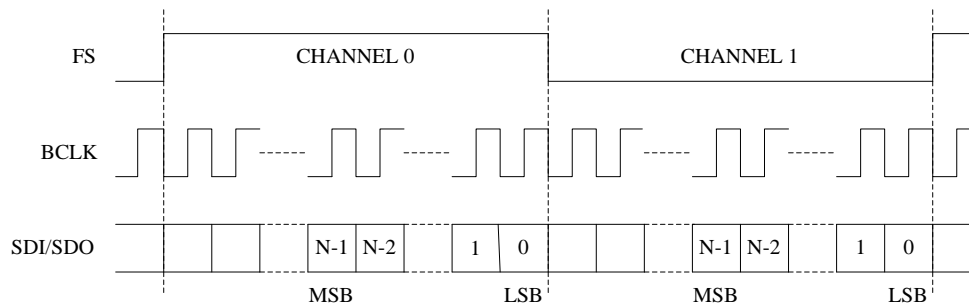 FS
CHANNEL 0
CHANNEL 1
BCLK
SDI/SDO
N-1 N-2 1 0 N-1 N-2 1 0
MSB LSB MSB LSB